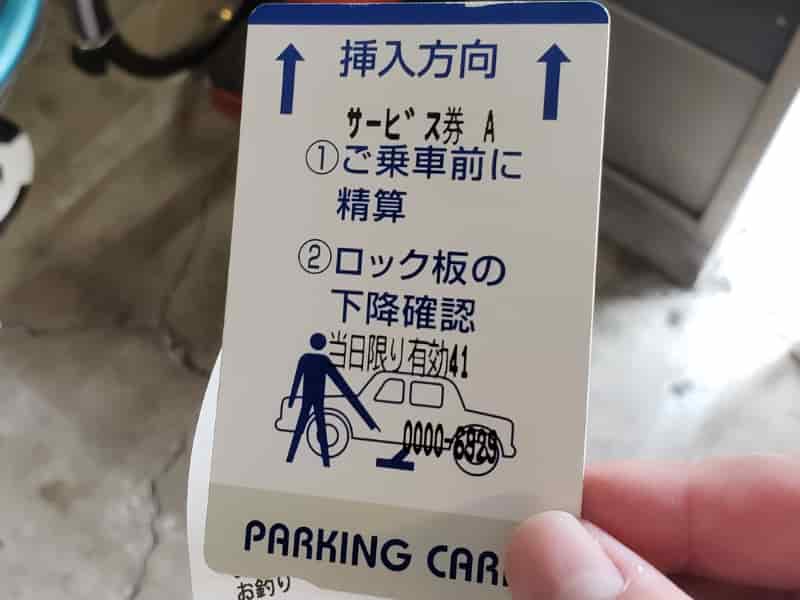 挿入方向
サービス券 A
①ご乗車前に
精算
②ロック板の
下降確認
当日限り有効41
0000-6929
PARKING CAR
お釣り